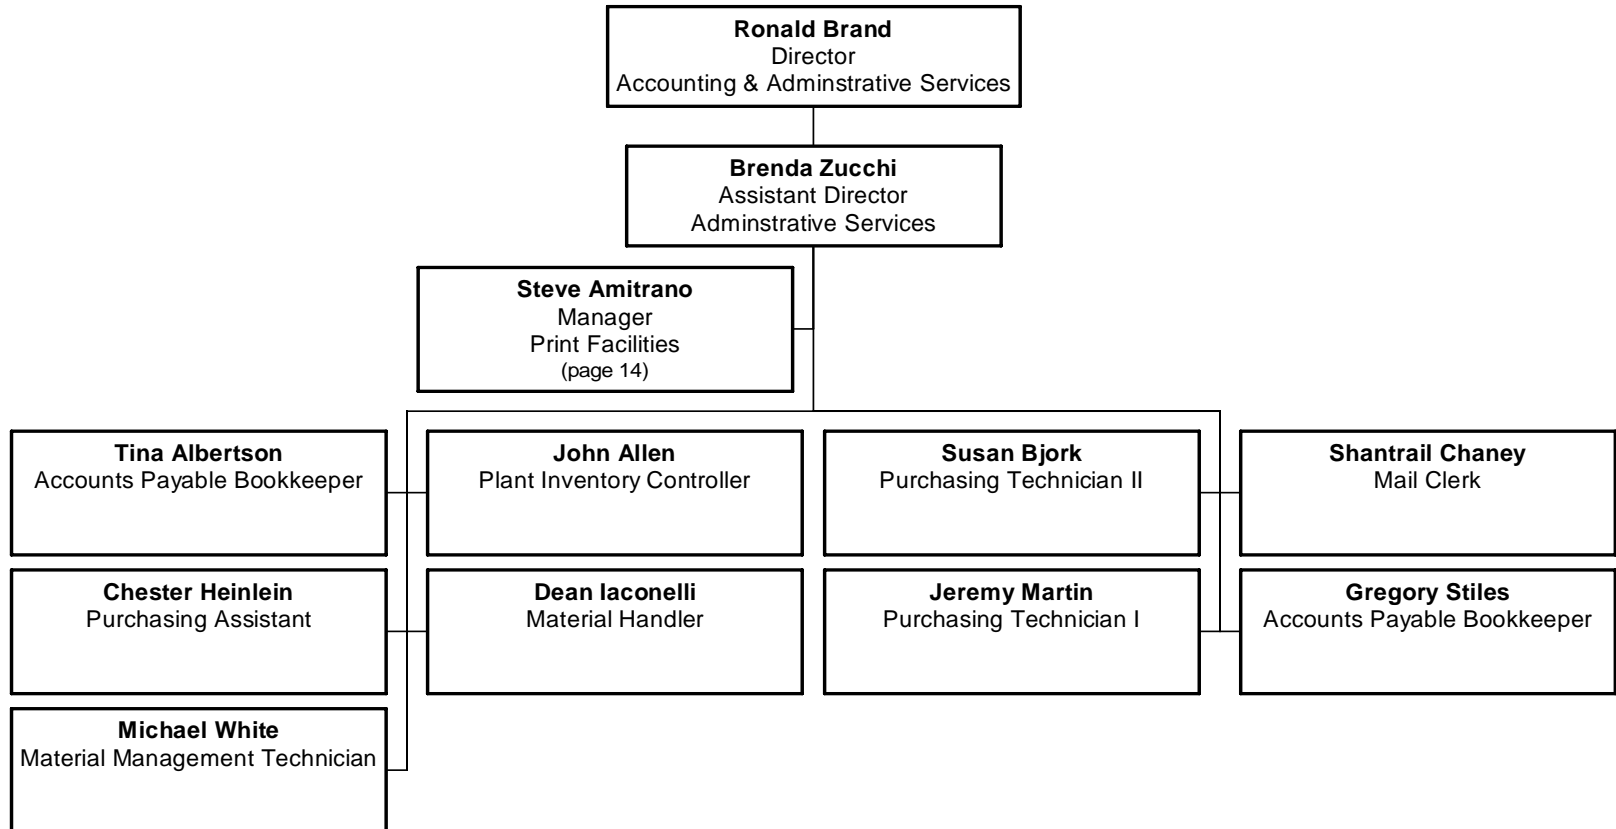 Ronald Brand
Director
Accounting & Adminstrative Services
Brenda Zucchi
Assistant Director
Adminstrative Services
Steve Amitrano
Manager
Print Facilities
(page 14)
Tina Albertson
Accounts Payable Bookkeeper
John Allen
Plant Inventory Controller
Susan Bjork
Purchasing Technician II
Shantrail Chaney
Mail Clerk
Chester Heinlein
Purchasing Assistant
Dean Iaconelli
Material Handler
Jeremy Martin
Purchasing Technician I
Gregory Stiles
Accounts Payable Bookkeeper
Michael White
Material Management Technician